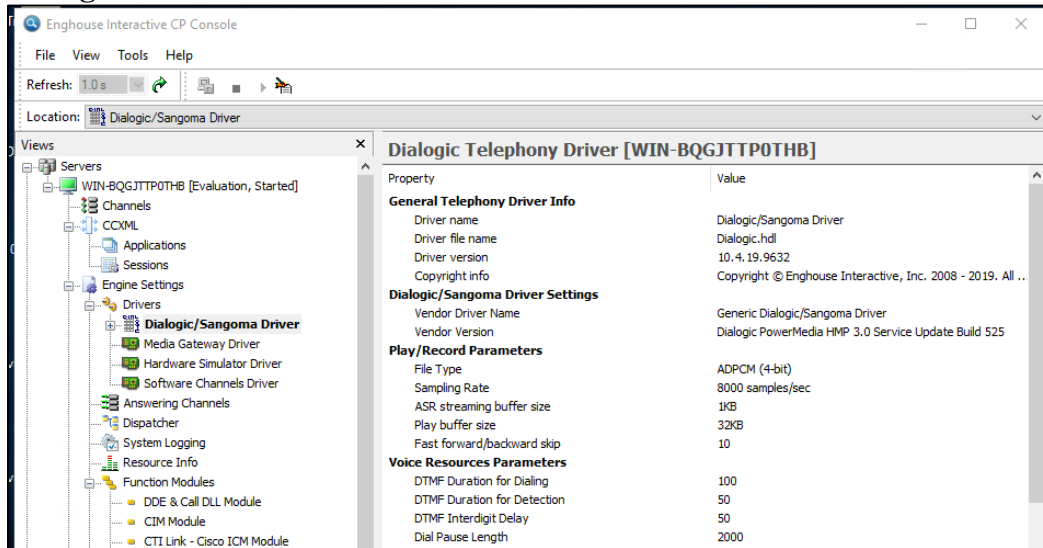 Enghouse Interactive CP Console
File View Tools Help
Refresh: 1.0 s
Location: Dialogic/Sangoma Driver
Views
Servers
WIN-BQGJTTP0THB [Evaluation, Started]
Channels
CCXML
Applications
Sessions
Engine Settings
Drivers
Dialogic/Sangoma Driver
Media Gateway Driver
Hardware Simulator Driver
Software Channels Driver
Answering Channels
Dispatcher
System Logging
Resource Info
Function Modules
DDE & Call DLL Module
CIM Module
CTI Link - Cisco ICM Module
Dialogic Telephony Driver [WIN-BQGJTTP0THB]
Property Value
General Telephony Driver Info
Driver name Dialogic/Sangoma Driver
Driver file name Dialogic.hdl
Driver version 10.4.19.9632
Copyright info Copyright © Enghouse Interactive, Inc. 2008 - 2019. All ...
Dialogic/Sangoma Driver Settings
Vendor Driver Name Generic Dialogic/Sangoma Driver
Vendor Version Dialogic PowerMedia HMP 3.0 Service Update Build 525
Play/Record Parameters
File Type ADPCM (4-bit)
Sampling Rate 8000 samples/sec
ASR streaming buffer size 1KB
Play buffer size 32KB
Fast forward/backward skip 10
Voice Resources Parameters
DTMF Duration for Dialing 100
DTMF Duration for Detection 50
DTMF Interdigit Delay 50
Dial Pause Length 2000